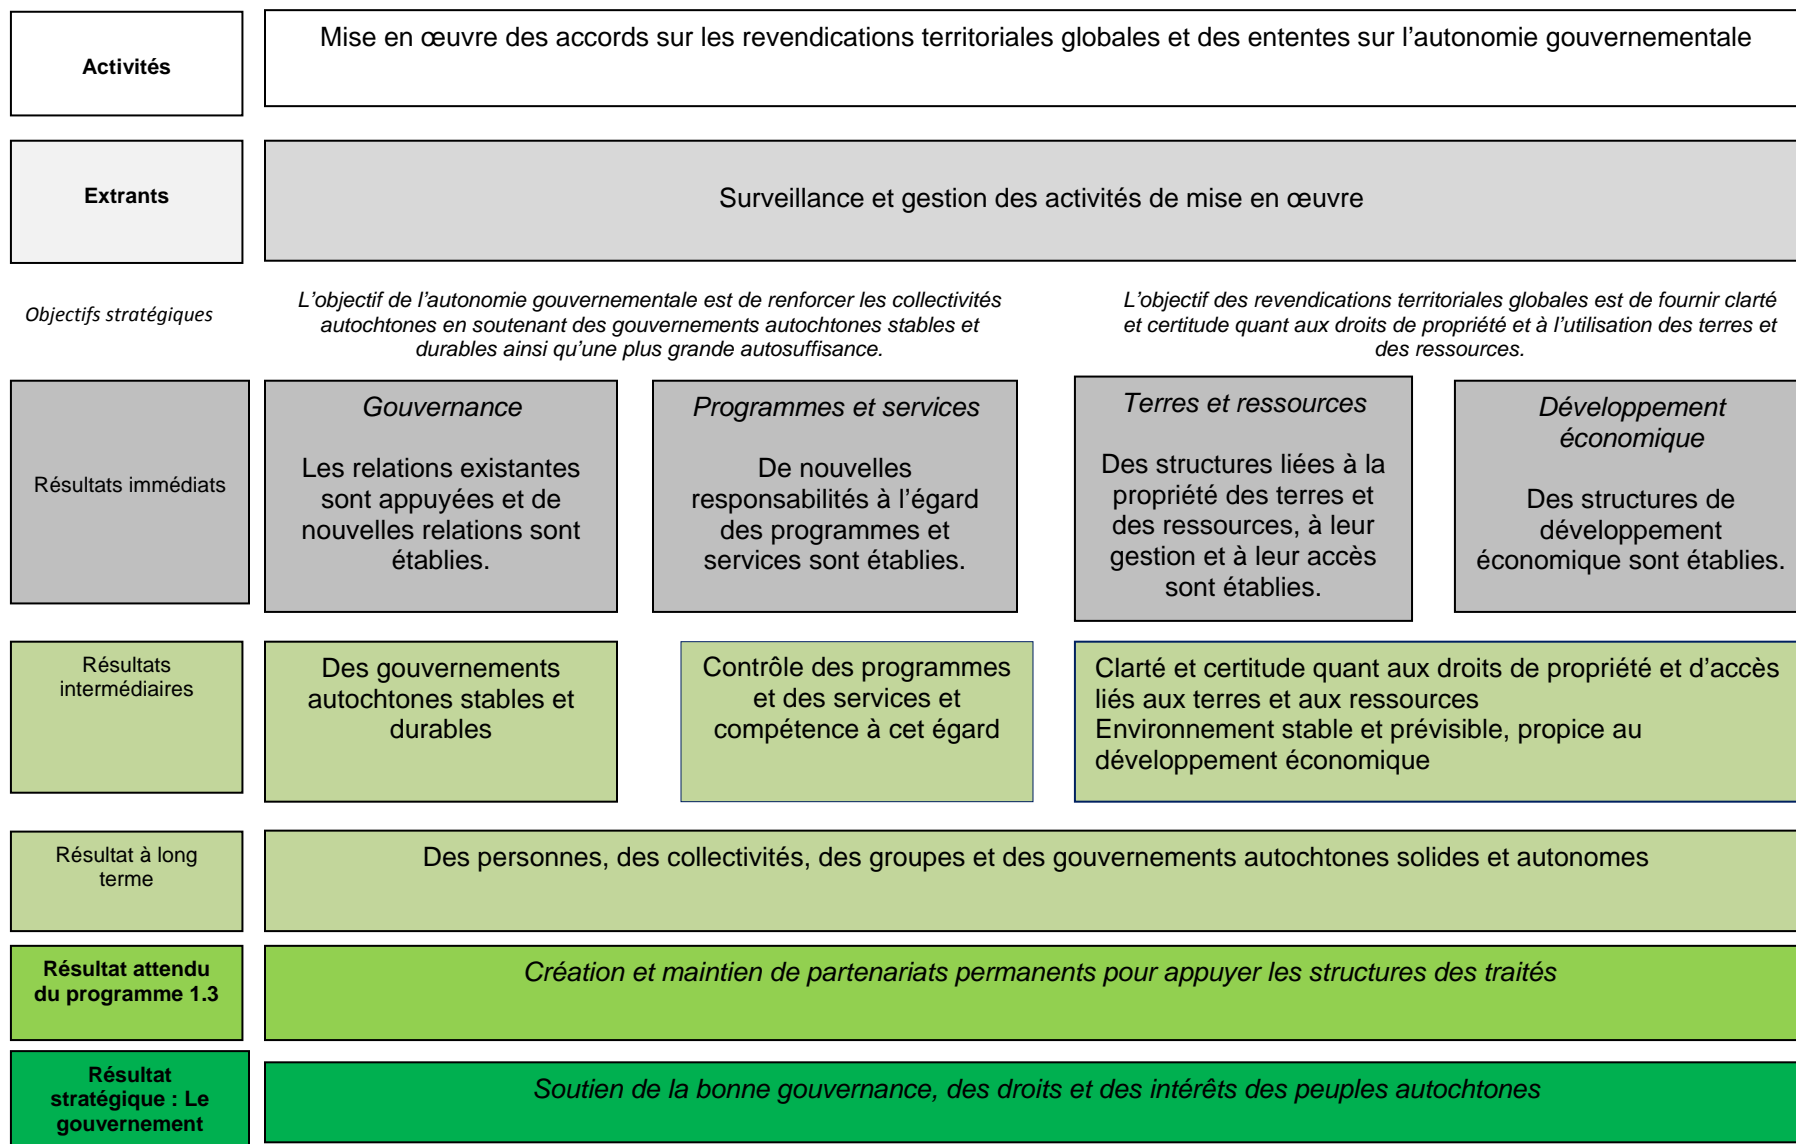 Activités
Mise en œuvre des accords sur les revendications territoriales globales et des ententes sur l’autonomie gouvernementale
Extrants
Surveillance et gestion des activités de mise en œuvre
Objectifs stratégiques
L’objectif de l’autonomie gouvernementale est de renforcer les collectivités
autochtones en soutenant des gouvernements autochtones stables et
durables ainsi qu’une plus grande autosuffisance.
L’objectif des revendications territoriales globales est de fournir clarté
et certitude quant aux droits de propriété et à l’utilisation des terres et
des ressources.
Résultats immédiats
Gouvernance
Les relations existantes
sont appuyées et de
nouvelles relations sont
établies.
Programmes et services
De nouvelles
responsabilités à l’égard
des programmes et
services sont établies.
Terres et ressources
Des structures liées à la
propriété des terres et
des ressources, à leur
gestion et à leur accès
sont établies.
Développement
économique
Des structures de
développement
économique sont établies.
Résultats
intermédiaires
Des gouvernements
autochtones stables et
durables
Contrôle des programmes
et des services et
compétence à cet égard
Clarté et certitude quant aux droits de propriété et d’accès
liés aux terres et aux ressources
Environnement stable et prévisible, propice au
développement économique
Résultat à long
terme
Des personnes, des collectivités, des groupes et des gouvernements autochtones solides et autonomes
Résultat attendu
du programme 1.3
Création et maintien de partenariats permanents pour appuyer les structures des traités
Résultat
stratégique : Le
gouvernement
Soutien de la bonne gouvernance, des droits et des intérêts des peuples autochtones